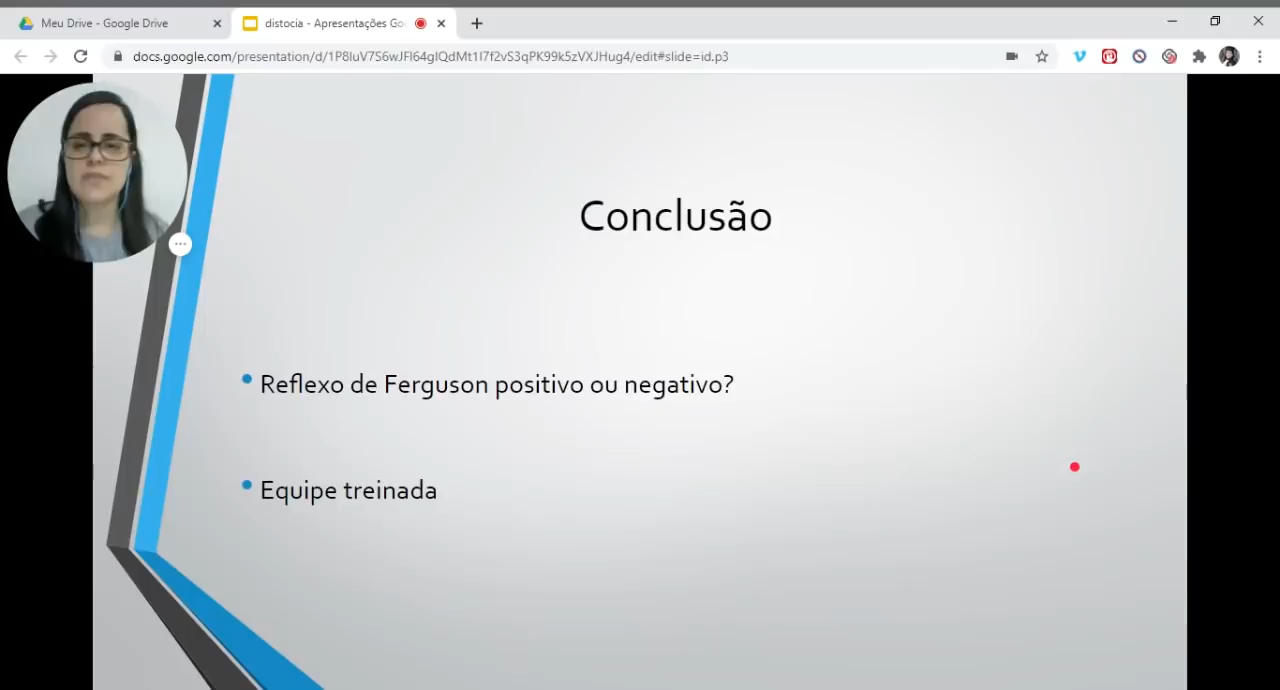 Meu Drive - Google Drive
distocia - Apresentações Go
docs.google.com/presentation/d/1P8luV7S6wJFl64glQdMt1I7f2vS3qPK99k5zVXJHug4/edit#slide=id.p3
Conclusão
Reflexo de Ferguson positivo ou negativo?
Equipe treinada